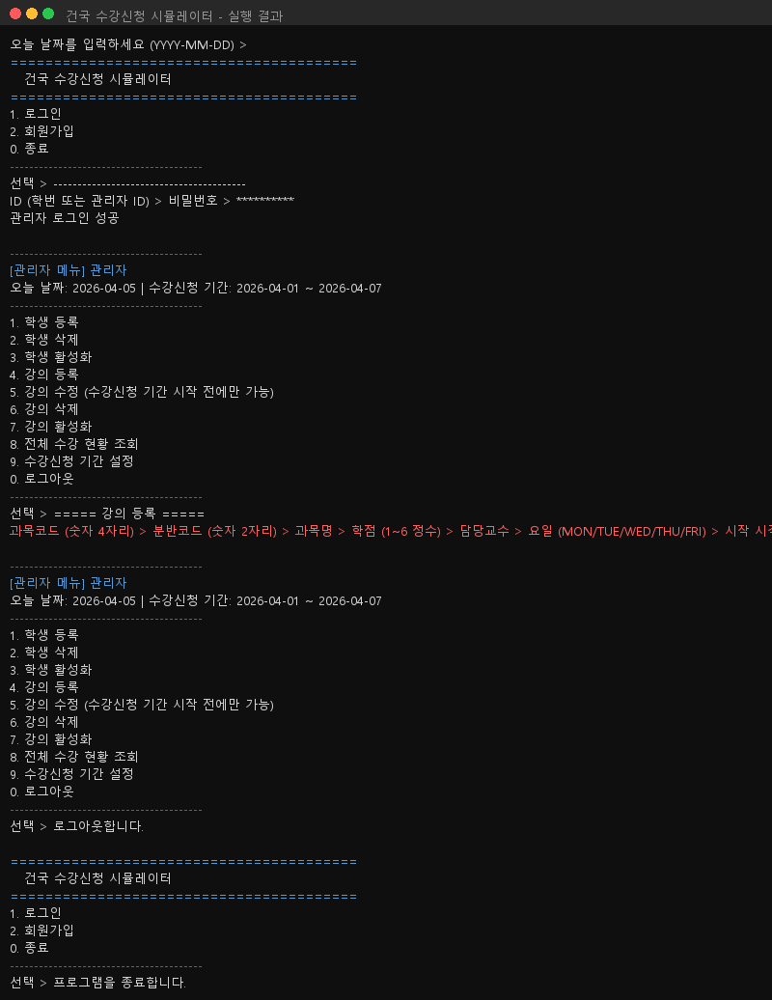 건국 수강신청 시뮬레이터 - 실행 결과
오늘 날짜를 입력하세요 (YYYY-MM-DD) >
========================================
건국 수강신청 시뮬레이터
========================================
1. 로그인
2. 회원가입
0. 종료
----------------------------------------
선택 > ----------------------------------------
ID (학번 또는 관리자 ID) > 비밀번호 > **********
관리자 로그인 성공
----------------------------------------
[관리자 메뉴] 관리자
오늘 날짜: 2026-04-05 | 수강신청 기간: 2026-04-01 ~ 2026-04-07
----------------------------------------
1. 학생 등록
2. 학생 삭제
3. 학생 활성화
4. 강의 등록
5. 강의 수정 (수강신청 기간 시작 전에만 가능)
6. 강의 삭제
7. 강의 활성화
8. 전체 수강 현황 조회
9. 수강신청 기간 설정
0. 로그아웃
----------------------------------------
선택 > ===== 강의 등록 =====
과목코드 (숫자 4자리) > 분반코드 (숫자 2자리) > 과목명 > 학점 (1~6 정수) > 담당교수 > 요일 (MON/TUE/WED/THU/FRI) > 시작 시각
----------------------------------------
[관리자 메뉴] 관리자
오늘 날짜: 2026-04-05 | 수강신청 기간: 2026-04-01 ~ 2026-04-07
----------------------------------------
1. 학생 등록
2. 학생 삭제
3. 학생 활성화
4. 강의 등록
5. 강의 수정 (수강신청 기간 시작 전에만 가능)
6. 강의 삭제
7. 강의 활성화
8. 전체 수강 현황 조회
9. 수강신청 기간 설정
0. 로그아웃
----------------------------------------
선택 > 로그아웃합니다.
========================================
건국 수강신청 시뮬레이터
========================================
1. 로그인
2. 회원가입
0. 종료
----------------------------------------
선택 > 프로그램을 종료합니다.